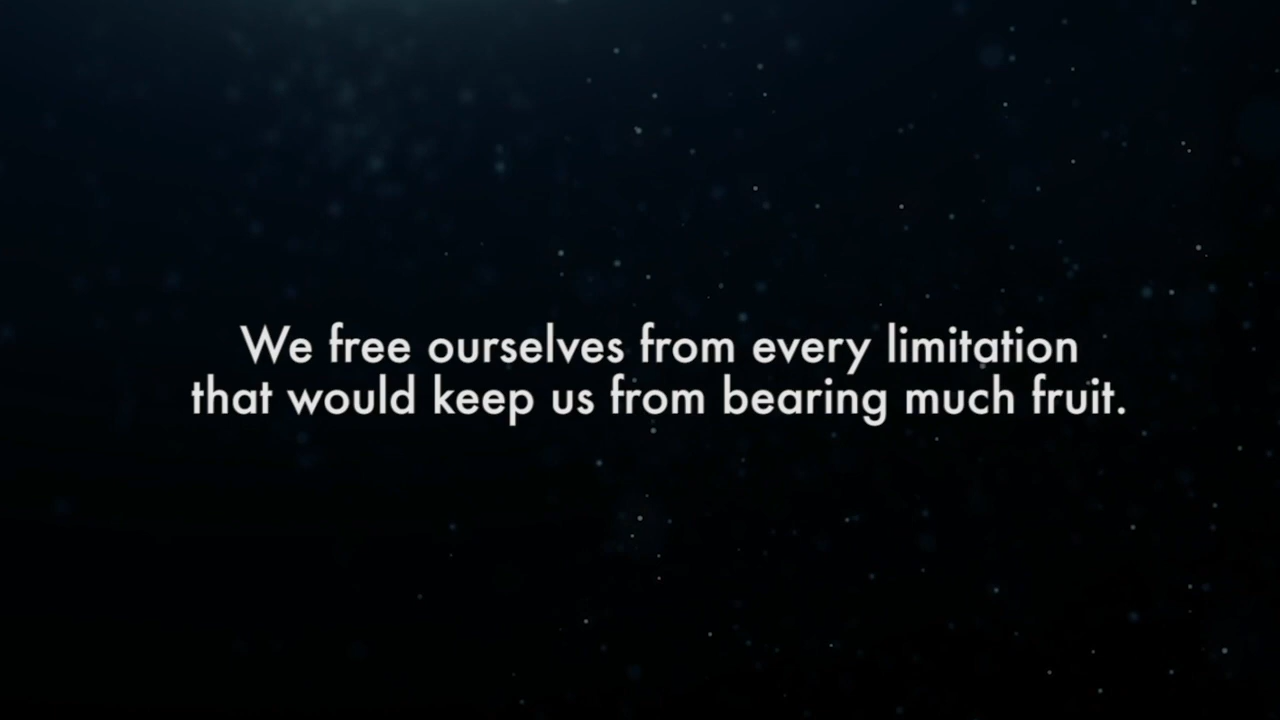 We free ourselves from every limitation
that would keep us from bearing much fruit.